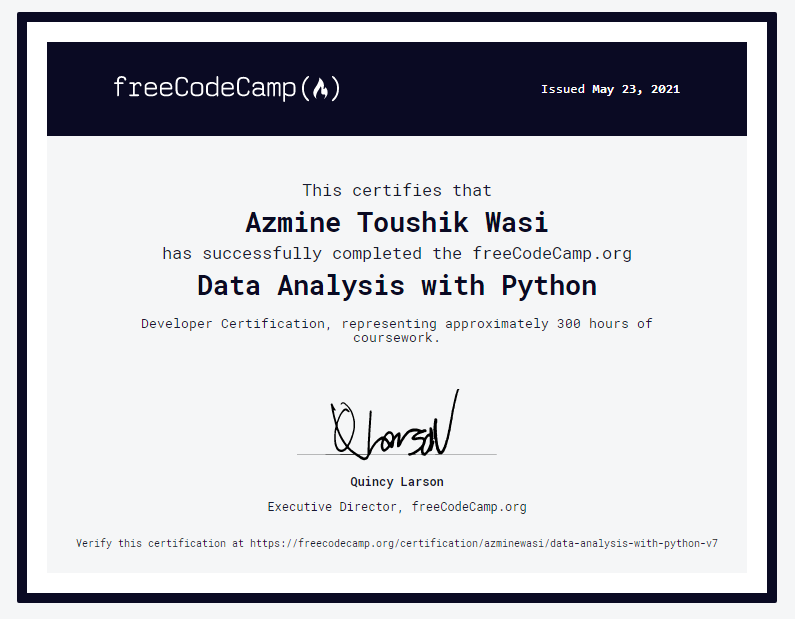 freeCodeCamp
Issued May 23, 2021
This certifies that
Azmine Toushik Wasi
has successfully completed the freeCodeCamp.org
Data Analysis with Python
Developer Certification, representing approximately 300 hours of
coursework.
Q Larson
Quincy Larson
Executive Director, freeCodeCamp.org
Verify this certification at https://freecodecamp.org/certification/azminewasi/data-analysis-with-python-v7